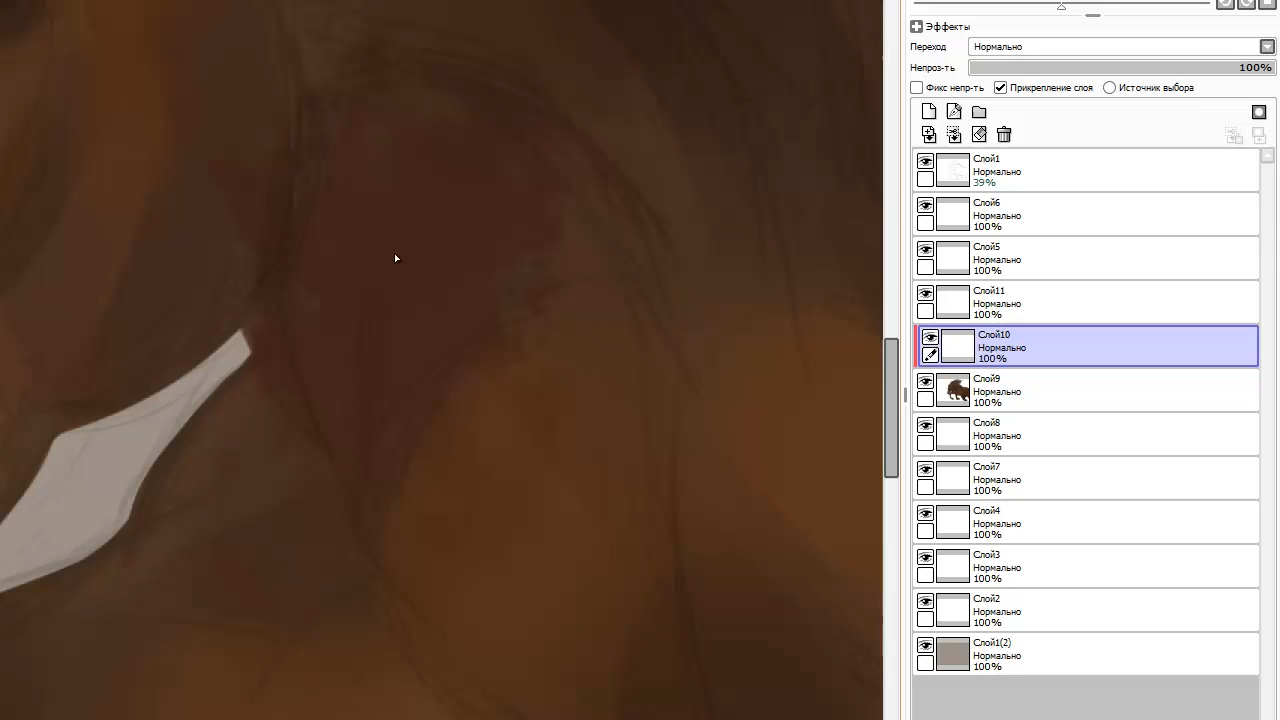 Эффекты
Переход Нормально
Непроз-ть 100%
Фикс непр-ть Прикрепление слоя Источник выбора
Слой1
Нормально
39%
Слой6
Нормально
100%
Слой5
Нормально
100%
Слой11
Нормально
100%
Слой10
Нормально
100%
Слой9
Нормально
100%
Слой8
Нормально
100%
Слой7
Нормально
100%
Слой4
Нормально
100%
Слой3
Нормально
100%
Слой2
Нормально
100%
Слой1(2)
Нормально
100%